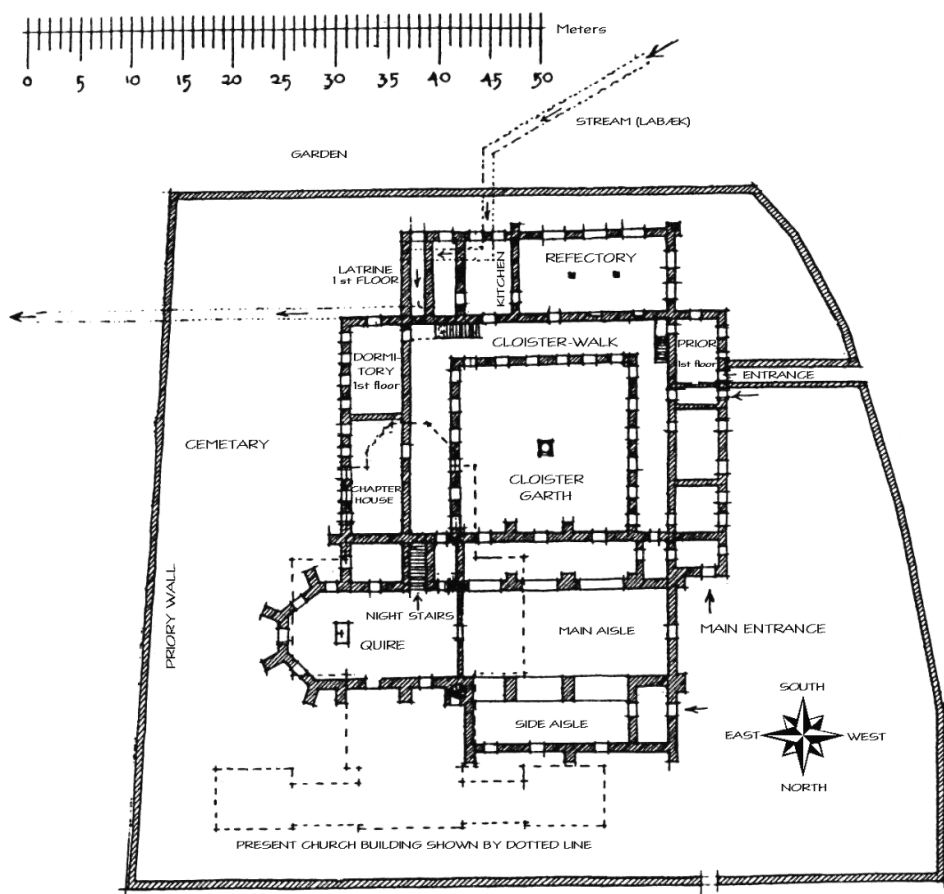 Meters
0 5 10 15 20 25 30 35 40 45 50
STREAM (LABÆK)
GARDEN
REFECTORY
LATRINE
1st FLOOR
KITCHEN
CLOISTER-WALK
DORMI-
TORY
1st floor
PRIOR
1st floor
ENTRANCE
CEMETARY
CLOISTER
GARTH
CHAPTER
HOUSE
PRIORY WALL
NIGHT STAIRS
QUIRE
MAIN AISLE
MAIN ENTRANCE
SIDE AISLE
SOUTH
EAST
WEST
NORTH
PRESENT CHURCH BUILDING SHOWN BY DOTTED LINE